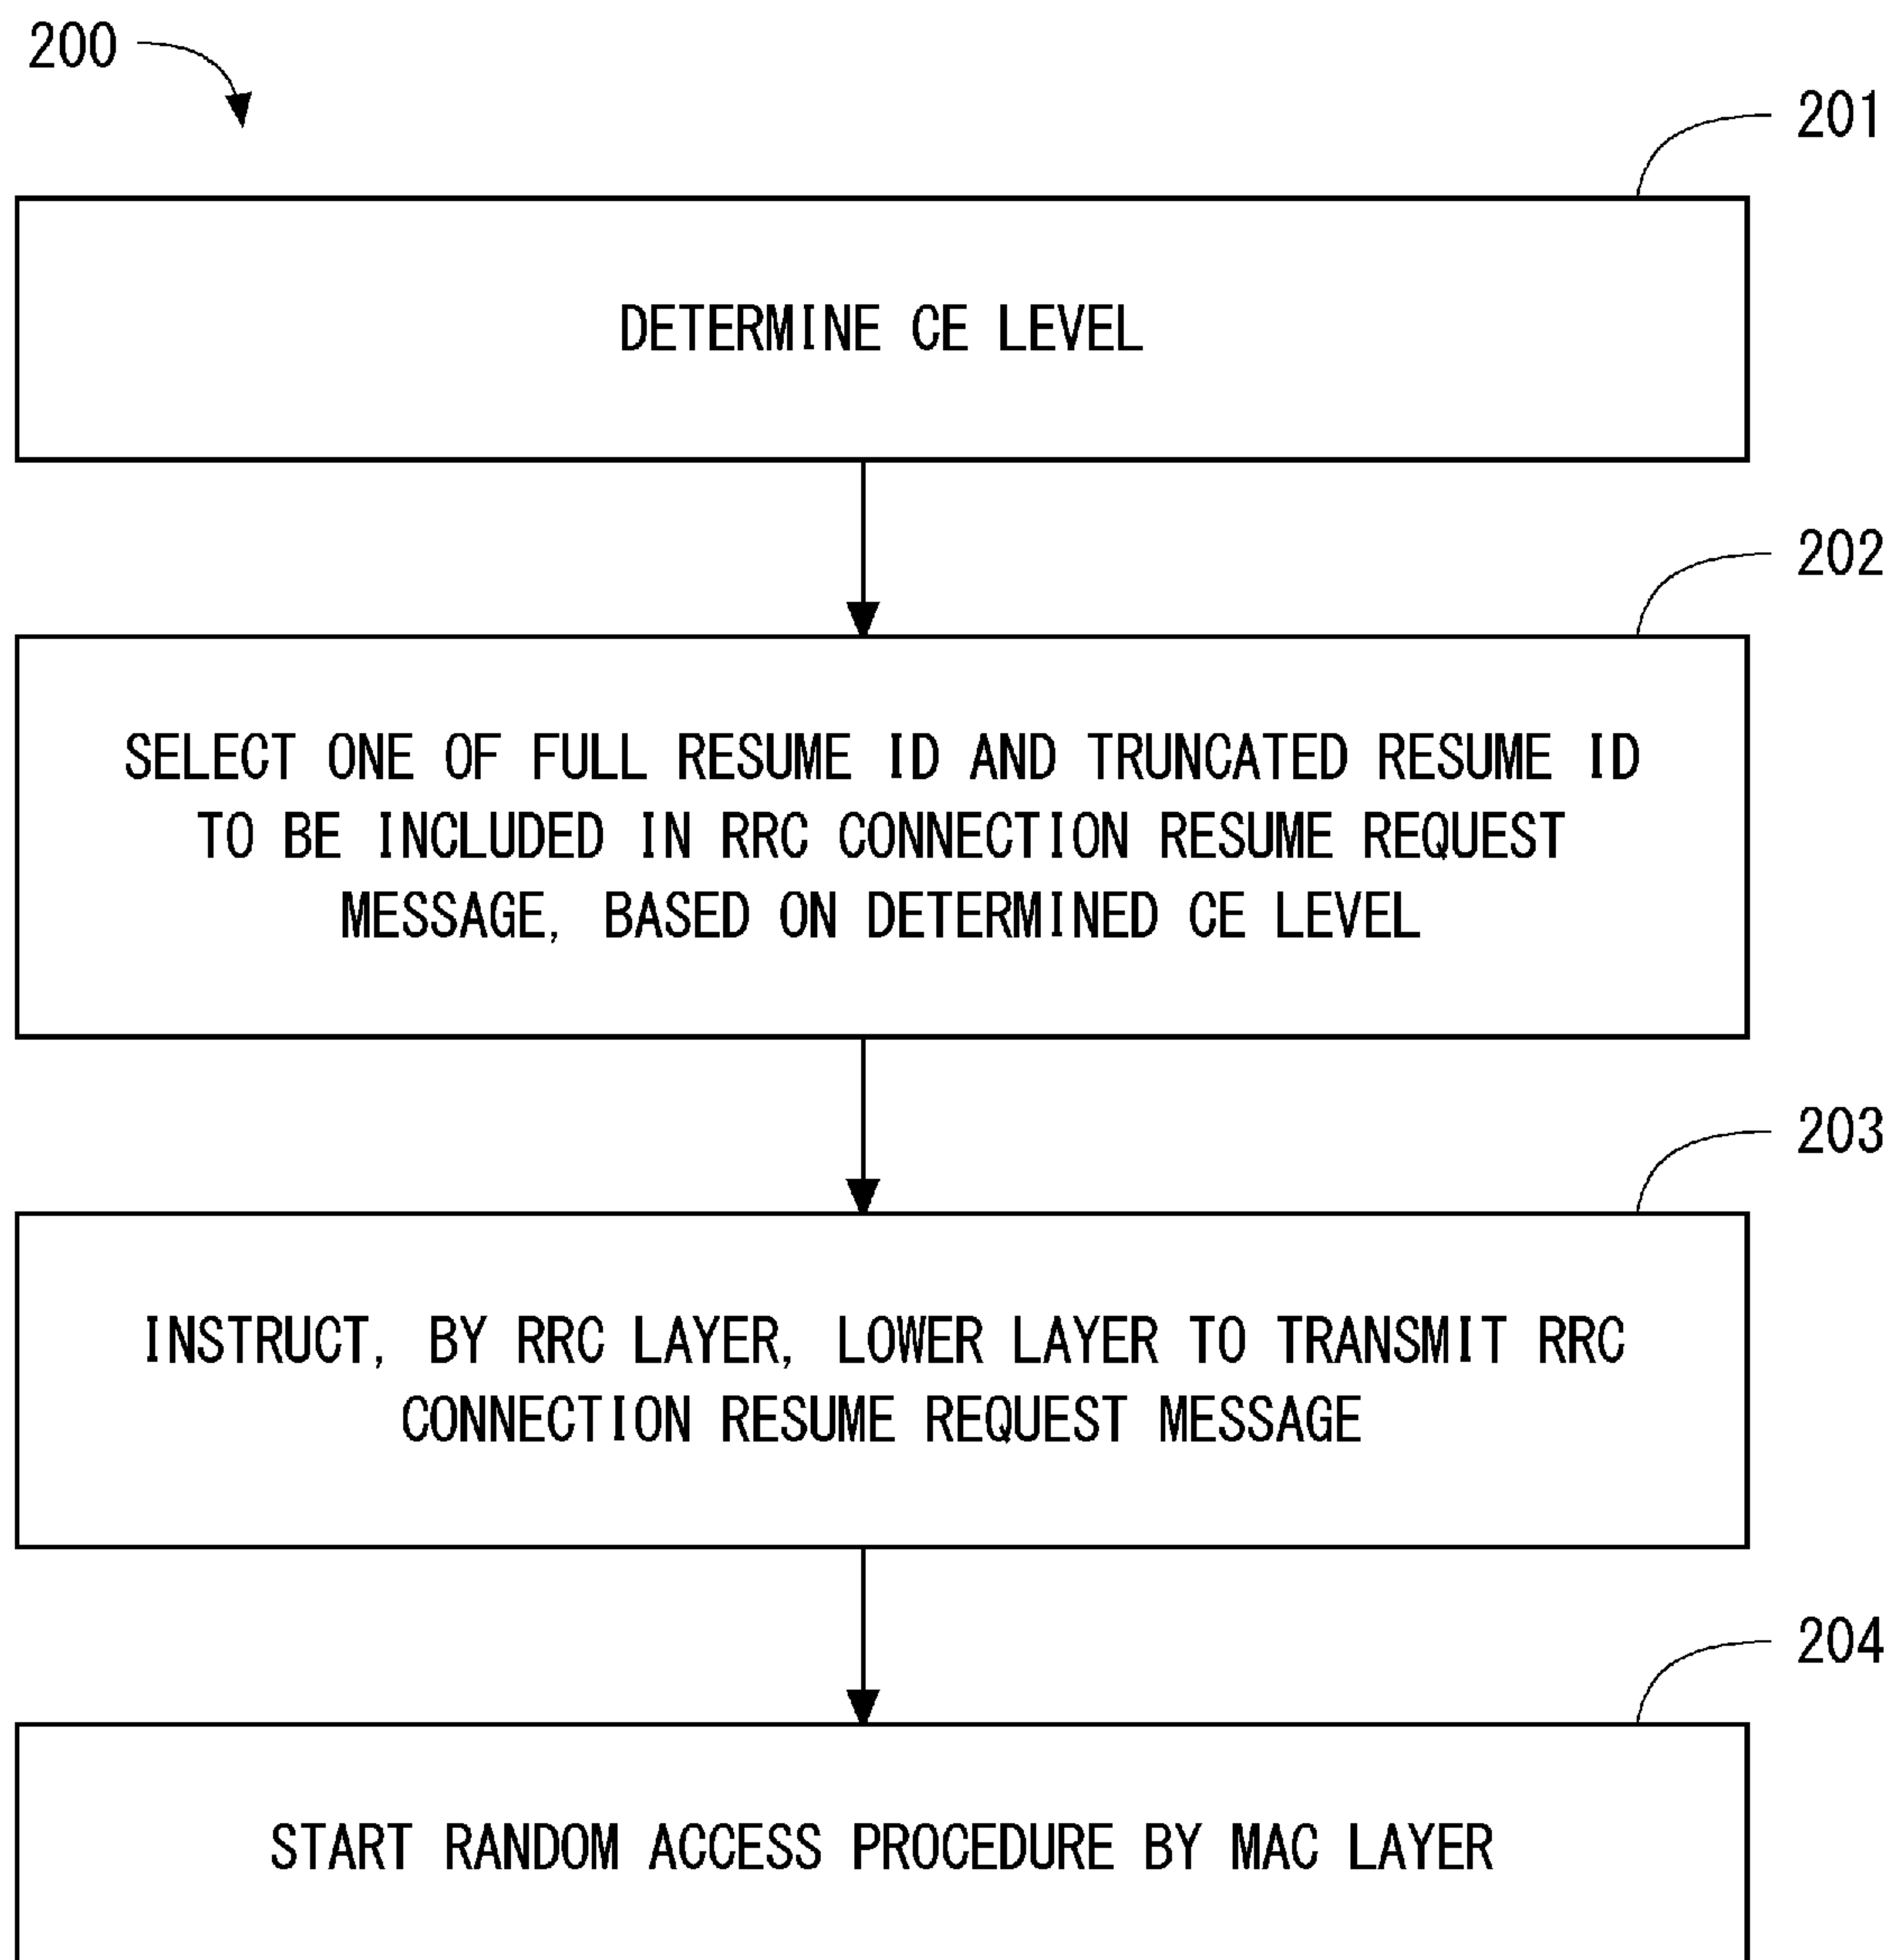 200
201
DETERMINE CE LEVEL
202
SELECT ONE OF FULL RESUME ID AND TRUNCATED RESUME ID
TO BE INCLUDED IN RRC CONNECTION RESUME REQUEST
MESSAGE, BASED ON DETERMINED CE LEVEL
203
INSTRUCT, BY RRC LAYER, LOWER LAYER TO TRANSMIT RRC
CONNECTION RESUME REQUEST MESSAGE
204
START RANDOM ACCESS PROCEDURE BY MAC LAYER